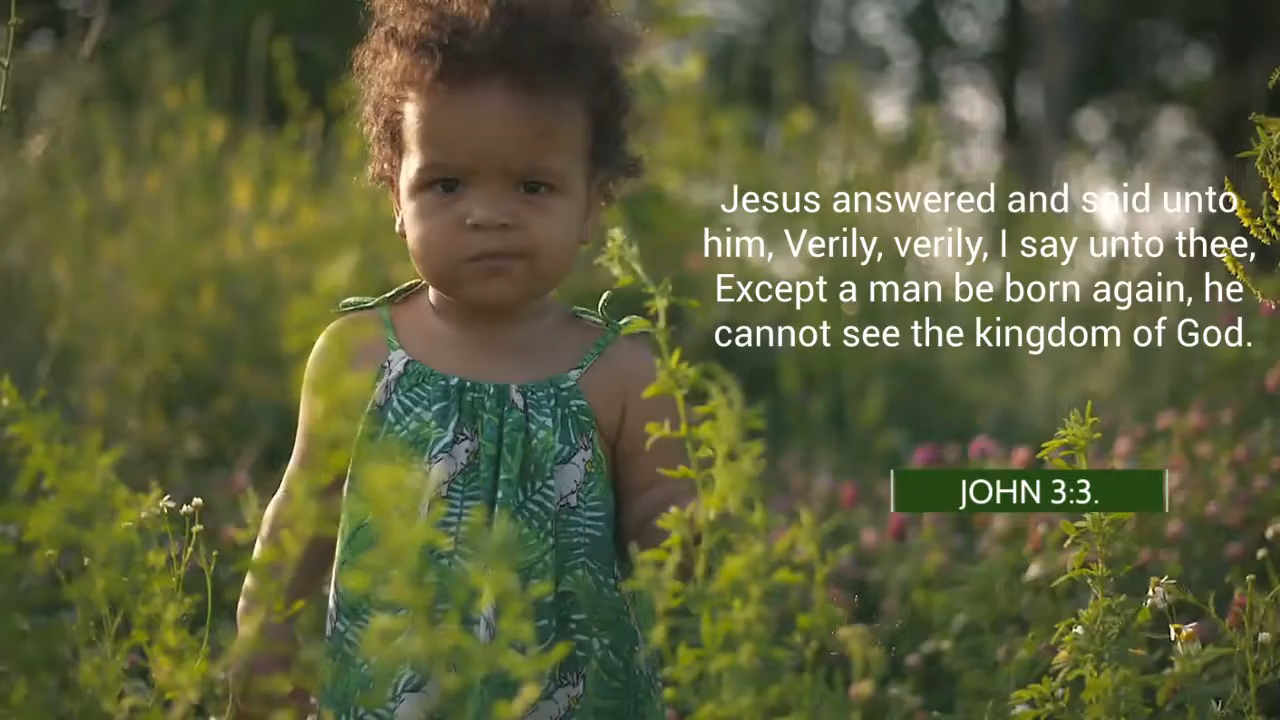 Jesus answered and said unto
him, Verily, verily, I say unto thee,
Except a man be born again, he
cannot see the kingdom of God.
JOHN 3:3.